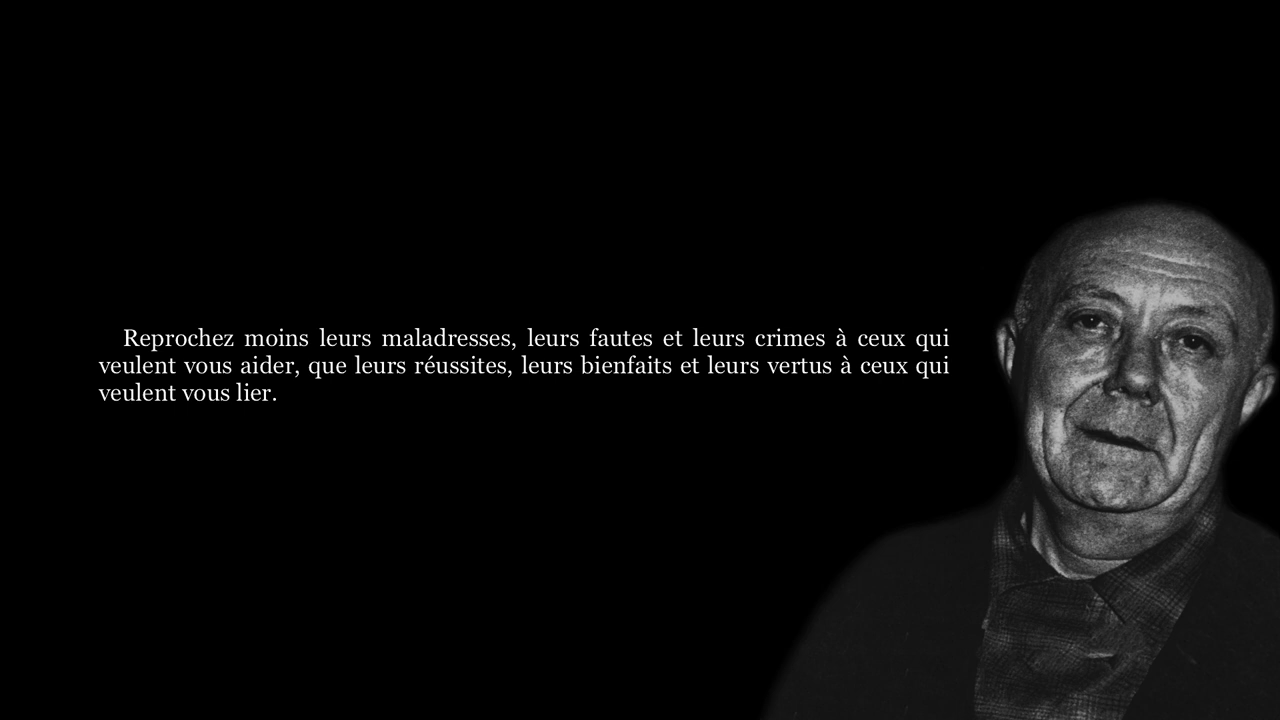 Reprochez moins leurs maladresses, leurs fautes et leurs crimes à ceux qui
veulent vous aider, que leurs réussites, leurs bienfaits et leurs vertus à ceux qui
veulent vous lier.